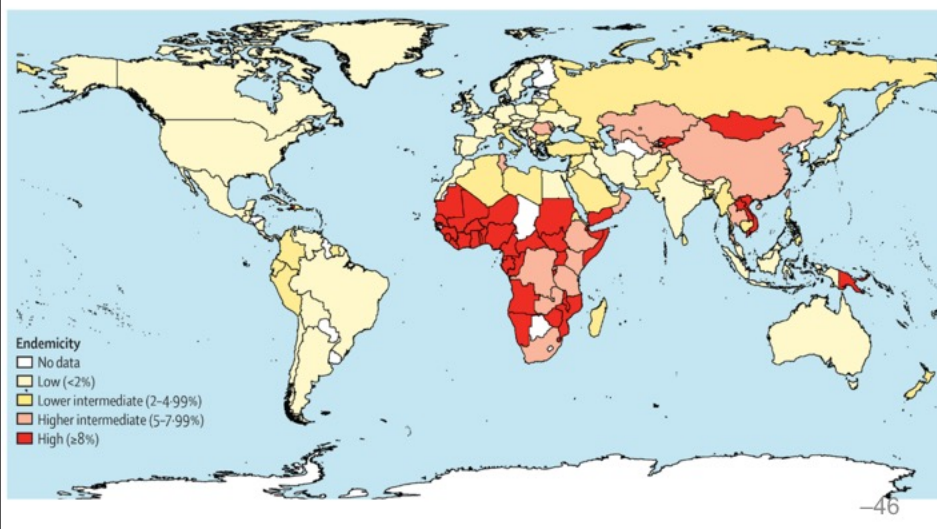 Endemicity
No data
Low (<2%)
Lower intermediate (2–4·99%)
Higher intermediate (5–7·99%)
High (≥8%)
–46